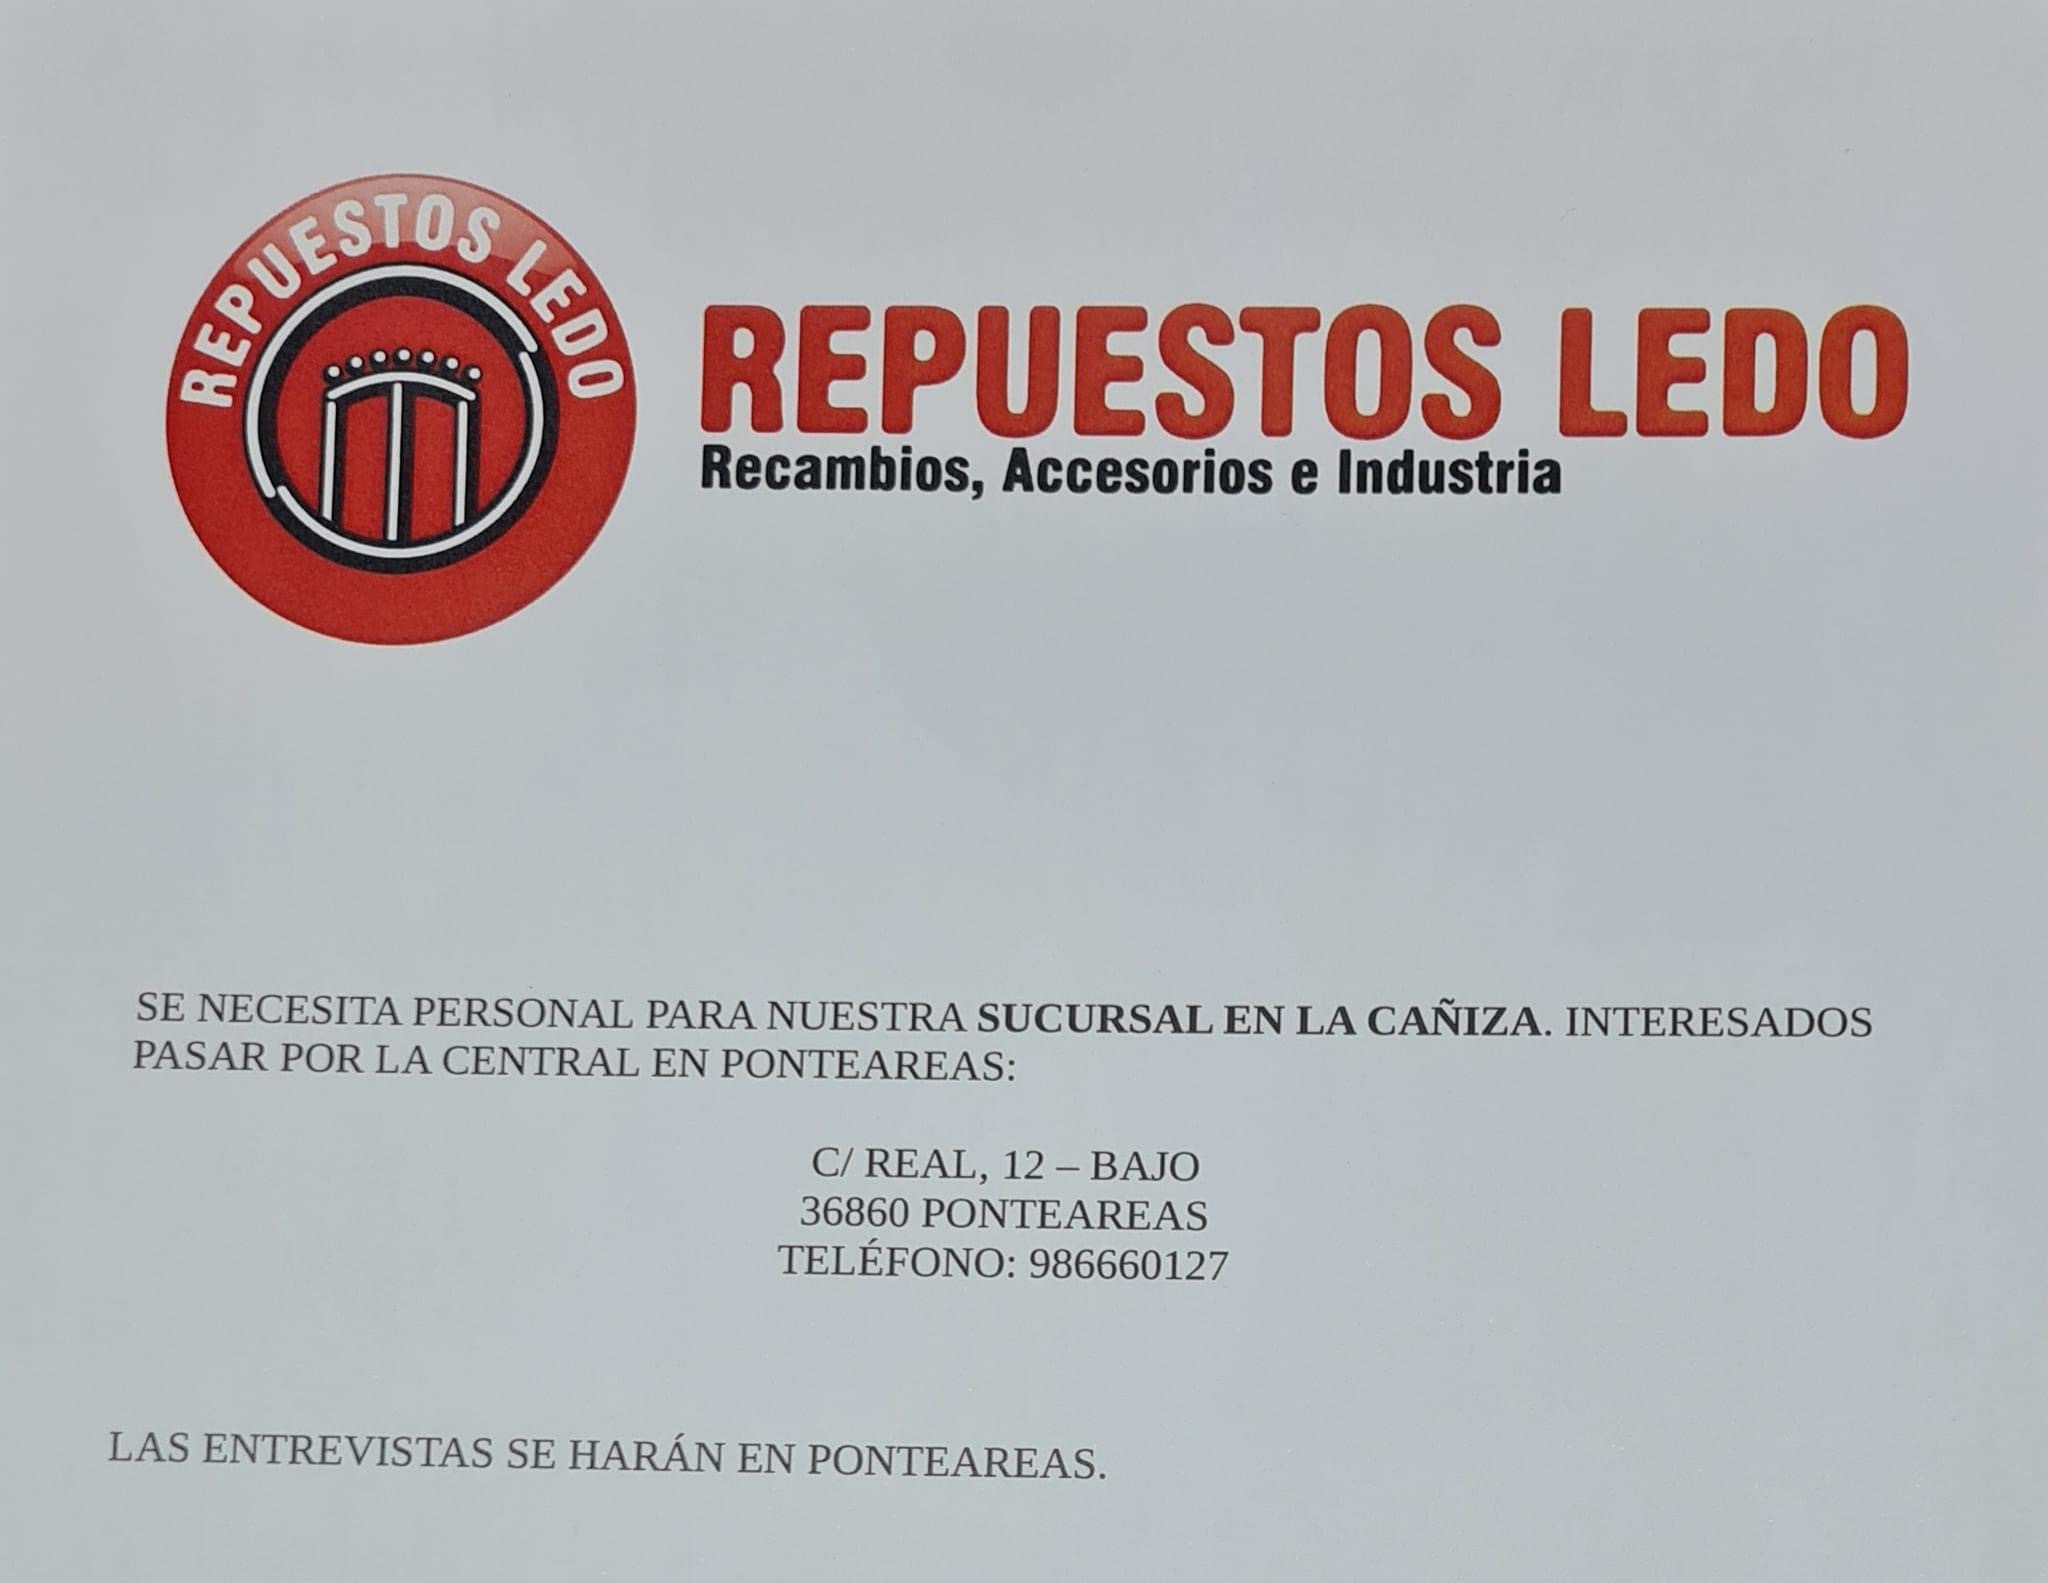 REPUESTOS LEDO
REPUESTOS LEDO
Recambios, Accesorios e Industria
SE NECESITA PERSONAL PARA NUESTRA SUCURSAL EN LA CAÑIZA. INTERESADOS
PASAR POR LA CENTRAL EN PONTEAREAS:
C/ REAL, 12 – BAJO
36860 PONTEAREAS
TELÉFONO: 986660127
LAS ENTREVISTAS SE HARÁN EN PONTEAREAS.